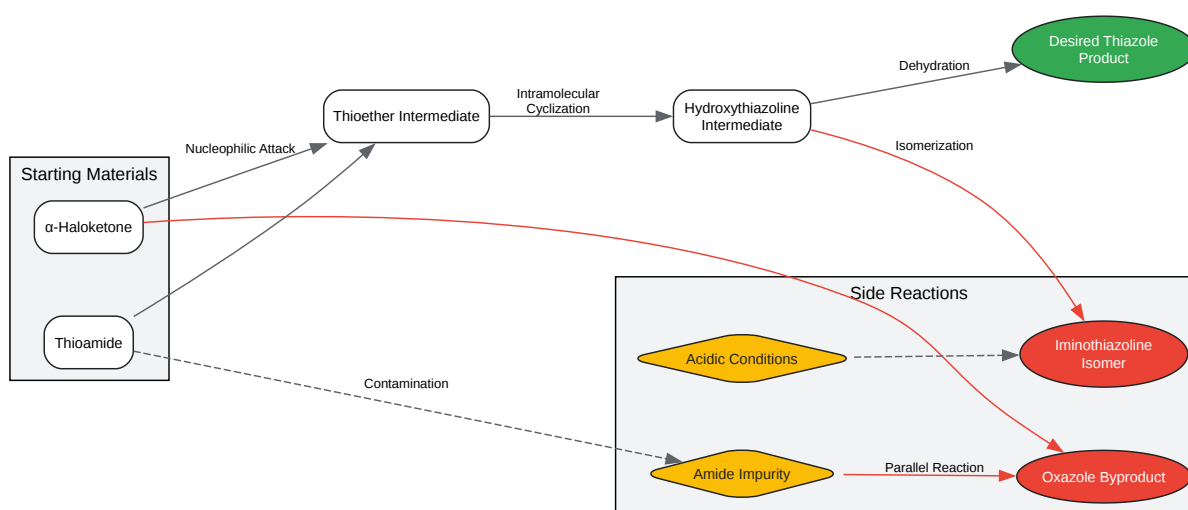 Desired Thiazole
Product
Dehydration
Intramolecular
Cyclization
Thioether Intermediate
Hydroxythiazoline
Intermediate
Nucleophilic Attack
Isomerization
Starting Materials
α-Haloketone
Side Reactions
Thioamide
Acidic Conditions
Iminothiazoline
Isomer
Contamination
Amide Impurity
Parallel Reaction
Oxazole Byproduct